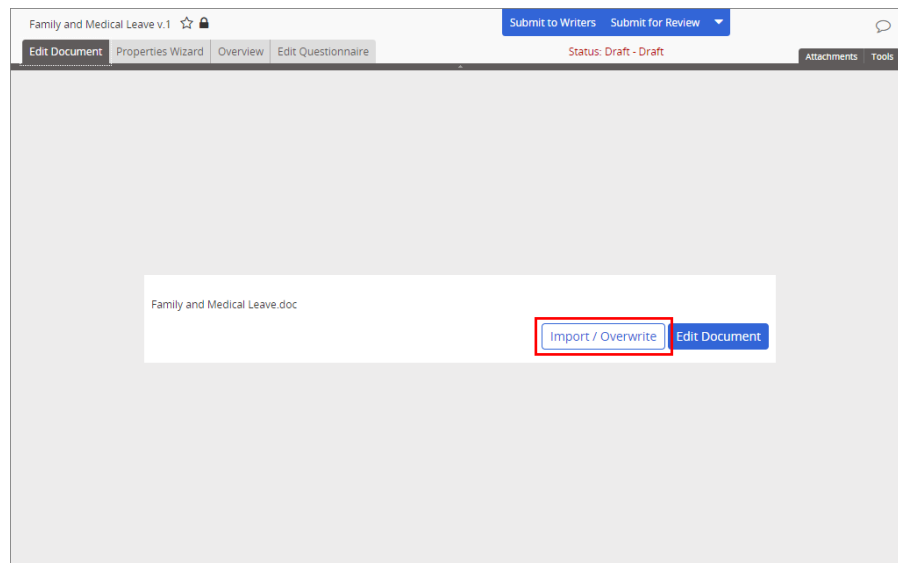 Family and Medical Leave v.1
Submit to Writers Submit for Review
Edit Document Properties Wizard Overview Edit Questionnaire
Status: Draft - Draft
Attachments Tools
Family and Medical Leave.doc
Import / Overwrite Edit Document